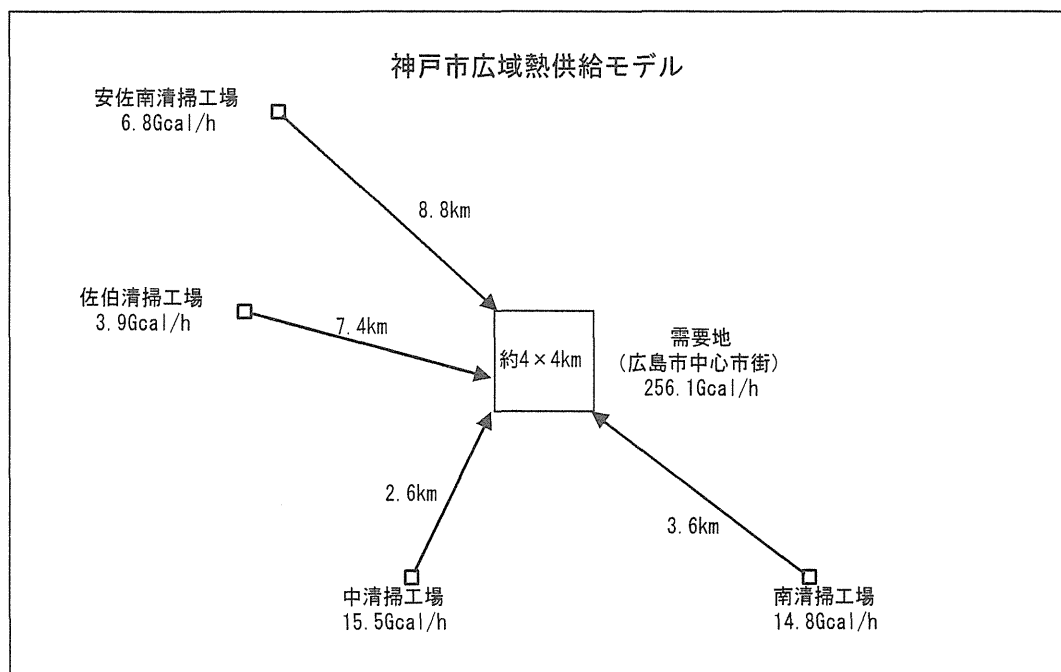 神戸市広域熱供給モデル
安佐南清掃工場
6.8Gcal/h
8.8km
佐伯清掃工場
3.9Gcal/h
7.4km
約4×4km
需要地
(広島市中心市街)
256.1Gcal/h
2.6km
3.6km
中清掃工場
15.5Gcal/h
南清掃工場
14.8Gcal/h